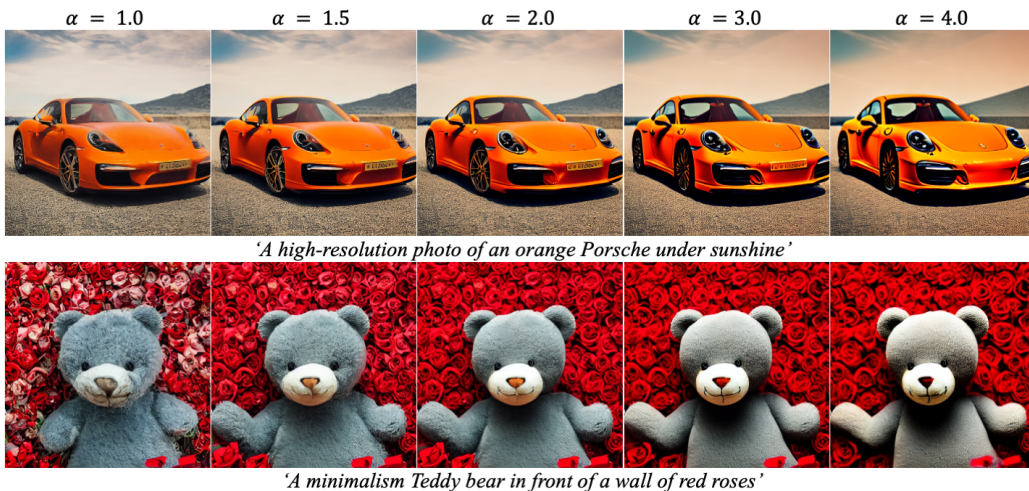 α = 1.0 α = 1.5 α = 2.0 α = 3.0 α = 4.0
‘A high-resolution photo of an orange Porsche under sunshine’
‘A minimalism Teddy bear in front of a wall of red roses’